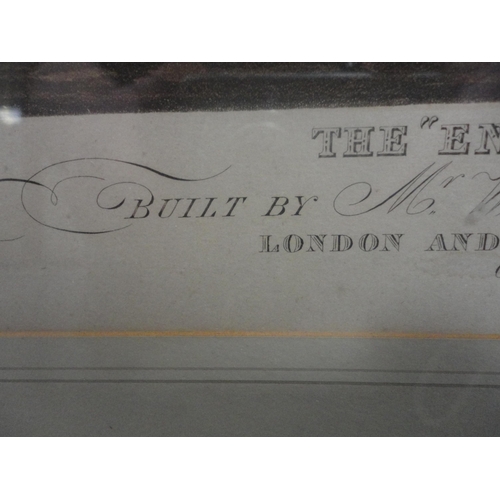 THE "EN
BUILT BY Mr. W
LONDON AND